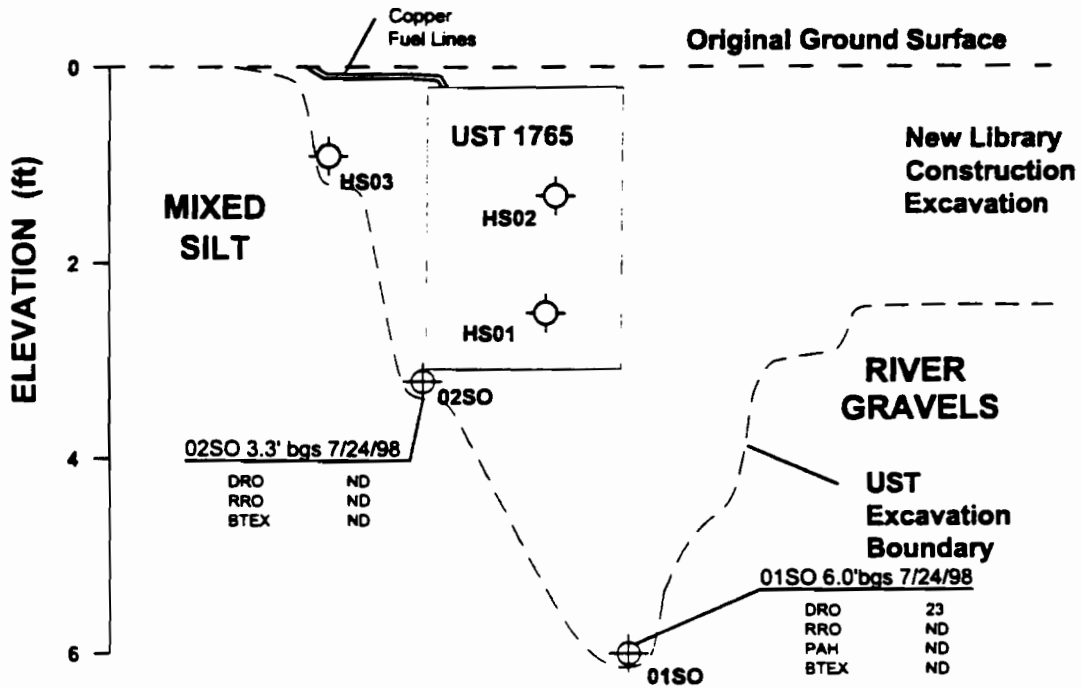 Copper
Fuel Lines
Original Ground Surface
0
UST 1765
New Library
Construction
Excavation
HS03
MIXED
SILT
HS02
ELEVATION (ft)
2
HS01
RIVER
GRAVELS
02SO
02SO 3.3' bgs 7/24/98
DRO ND
RRO ND
BTEX ND
4
UST
Excavation
Boundary
01SO 6.0'bgs 7/24/98
DRO 23
RRO ND
PAH ND
BTEX ND
6
01SO